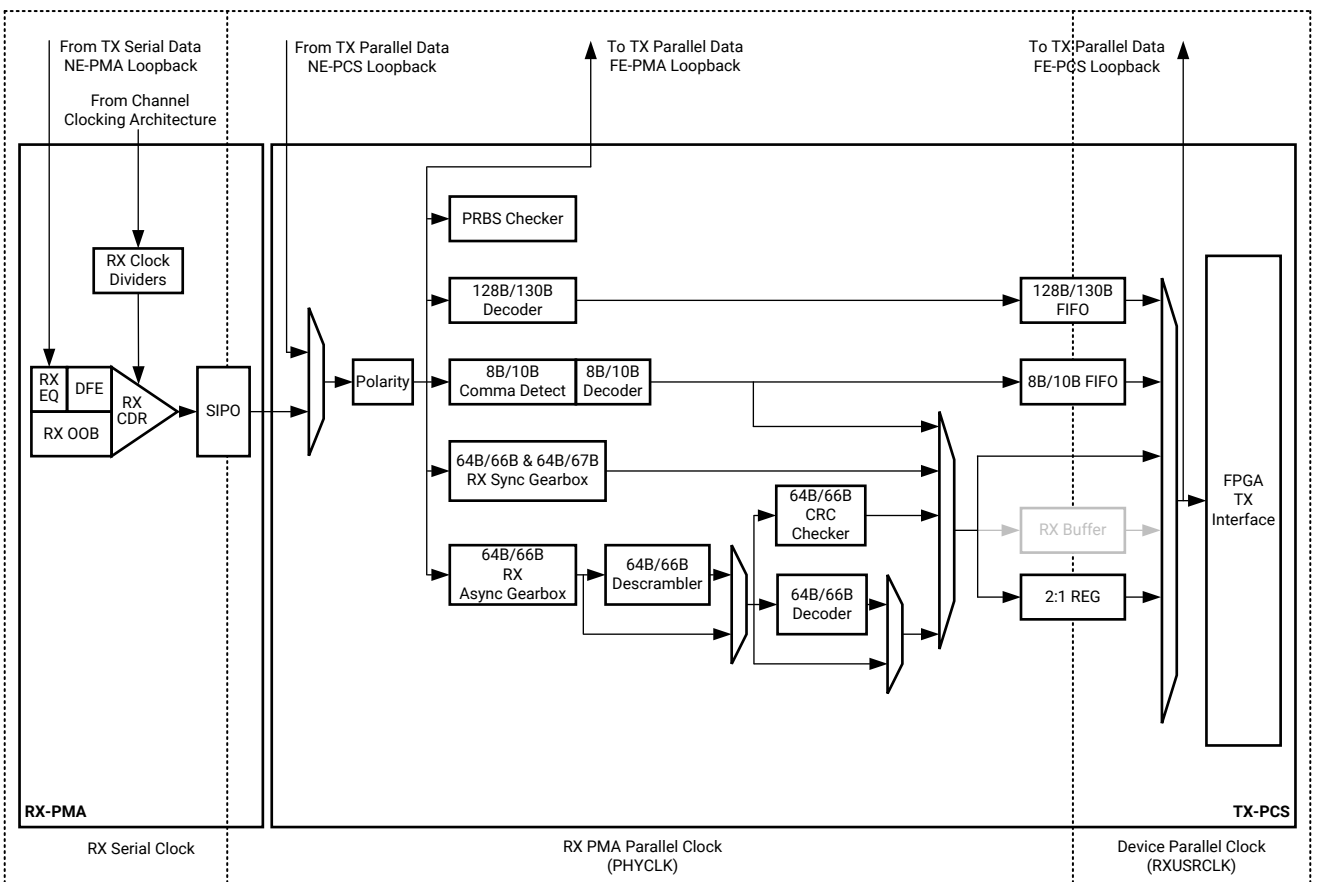 From TX Serial Data
NE-PMA Loopback
From TX Parallel Data
NE-PCS Loopback
To TX Parallel Data
FE-PMA Loopback
To TX Parallel Data
FE-PCS Loopback
From Channel
Clocking Architecture
PRBS Checker
RX Clock
Dividers
128B/130B
Decoder
128B/130B
FIFO
RX
EQ
DFE
RX
CDR
RX OOB
SIPO
Polarity
8B/10B
Comma Detect
8B/10B
Decoder
8B/10B FIFO
64B/66B & 64B/67B
RX Sync Gearbox
64B/66B
CRC
Checker
FPGA
TX
Interface
RX Buffer
64B/66B
RX
Async Gearbox
64B/66B
Descrambler
64B/66B
Decoder
2:1 REG
RX-PMA
TX-PCS
RX Serial Clock
RX PMA Parallel Clock
(PHYCLK)
Device Parallel Clock
(RXUSRCLK)